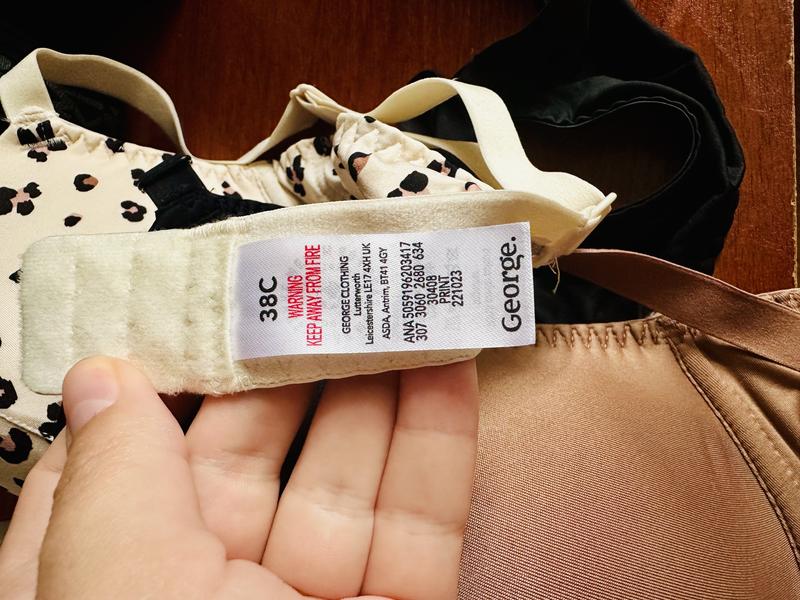 38C
WARNING
KEEP AWAY FROM FIRE
GEORGE CLOTHING
Lutterworth
Leicestershire LE17 4XH UK
ASDA, Antrim, BT41 4GY
ANA 5059196203417
307 3060 2680 634
30408
PRINT
221023
George.